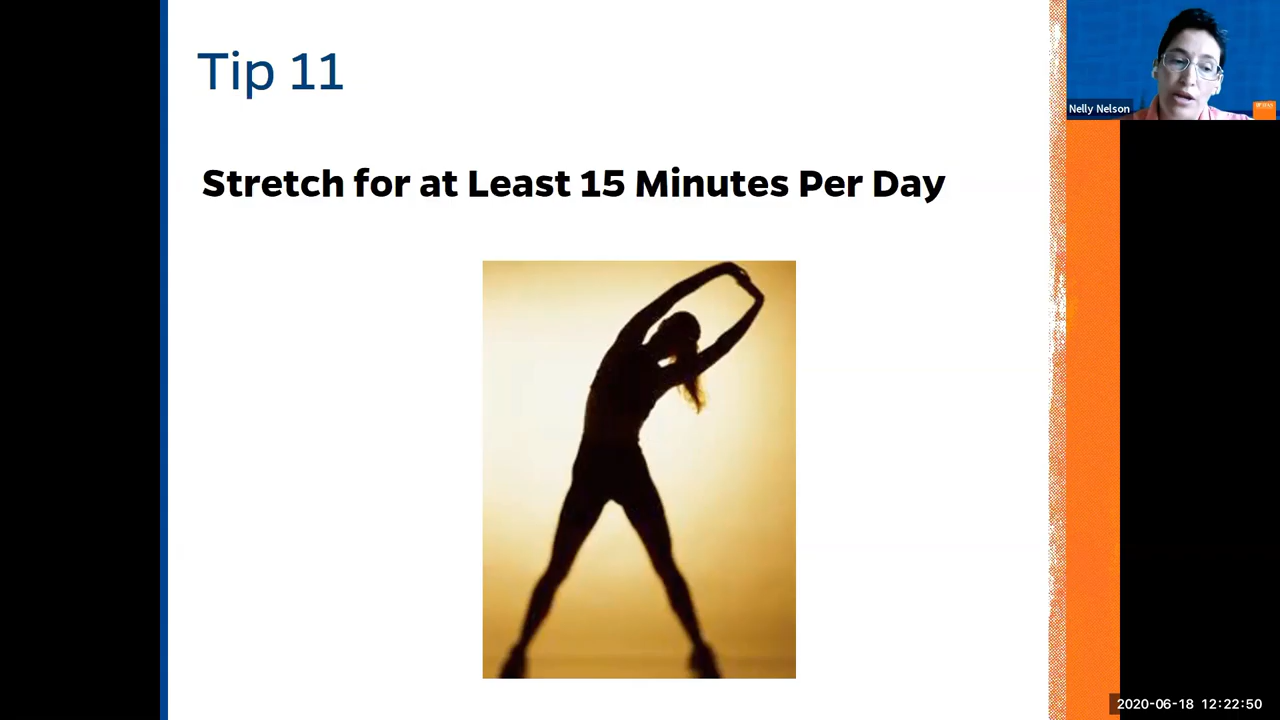 Tip 11
Stretch for at Least 15 Minutes Per Day
Nelly Nelson
2020-06-18 12:22:50